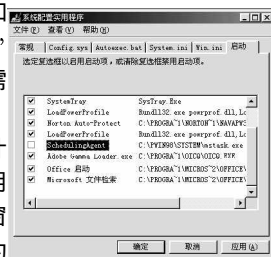 系统配置实用程序
文件(F) 查看(V) 帮助(H)
常规 Config.sys Autoexec.bat System.ini Win.ini 启动
选定复选框以启用启动项，或清除复选框禁用启动项。
SystemTray SysTray.Exe
LoadPowerProfile Rundll32.exe powrprof.dll,Lo
Norton Auto-Protect C:\PROGRA~1\NORTON~1\NAVAPW3
LoadPowerProfile Rundll32.exe powrprof.dll,Lo
SchedulingAgent C:\PWIN98\SYSTEM\mstask.exe
Adobe Gamma Loader.exe C:\PROGRA~1\OICQ\OICQ.EXE
Office 启动 C:\PROGRA~1\MICROS~2\OFFICE\
Microsoft 文件检索 C:\PROGRA~1\MICROS~2\OFFICE\
确定 取消 应用(A)